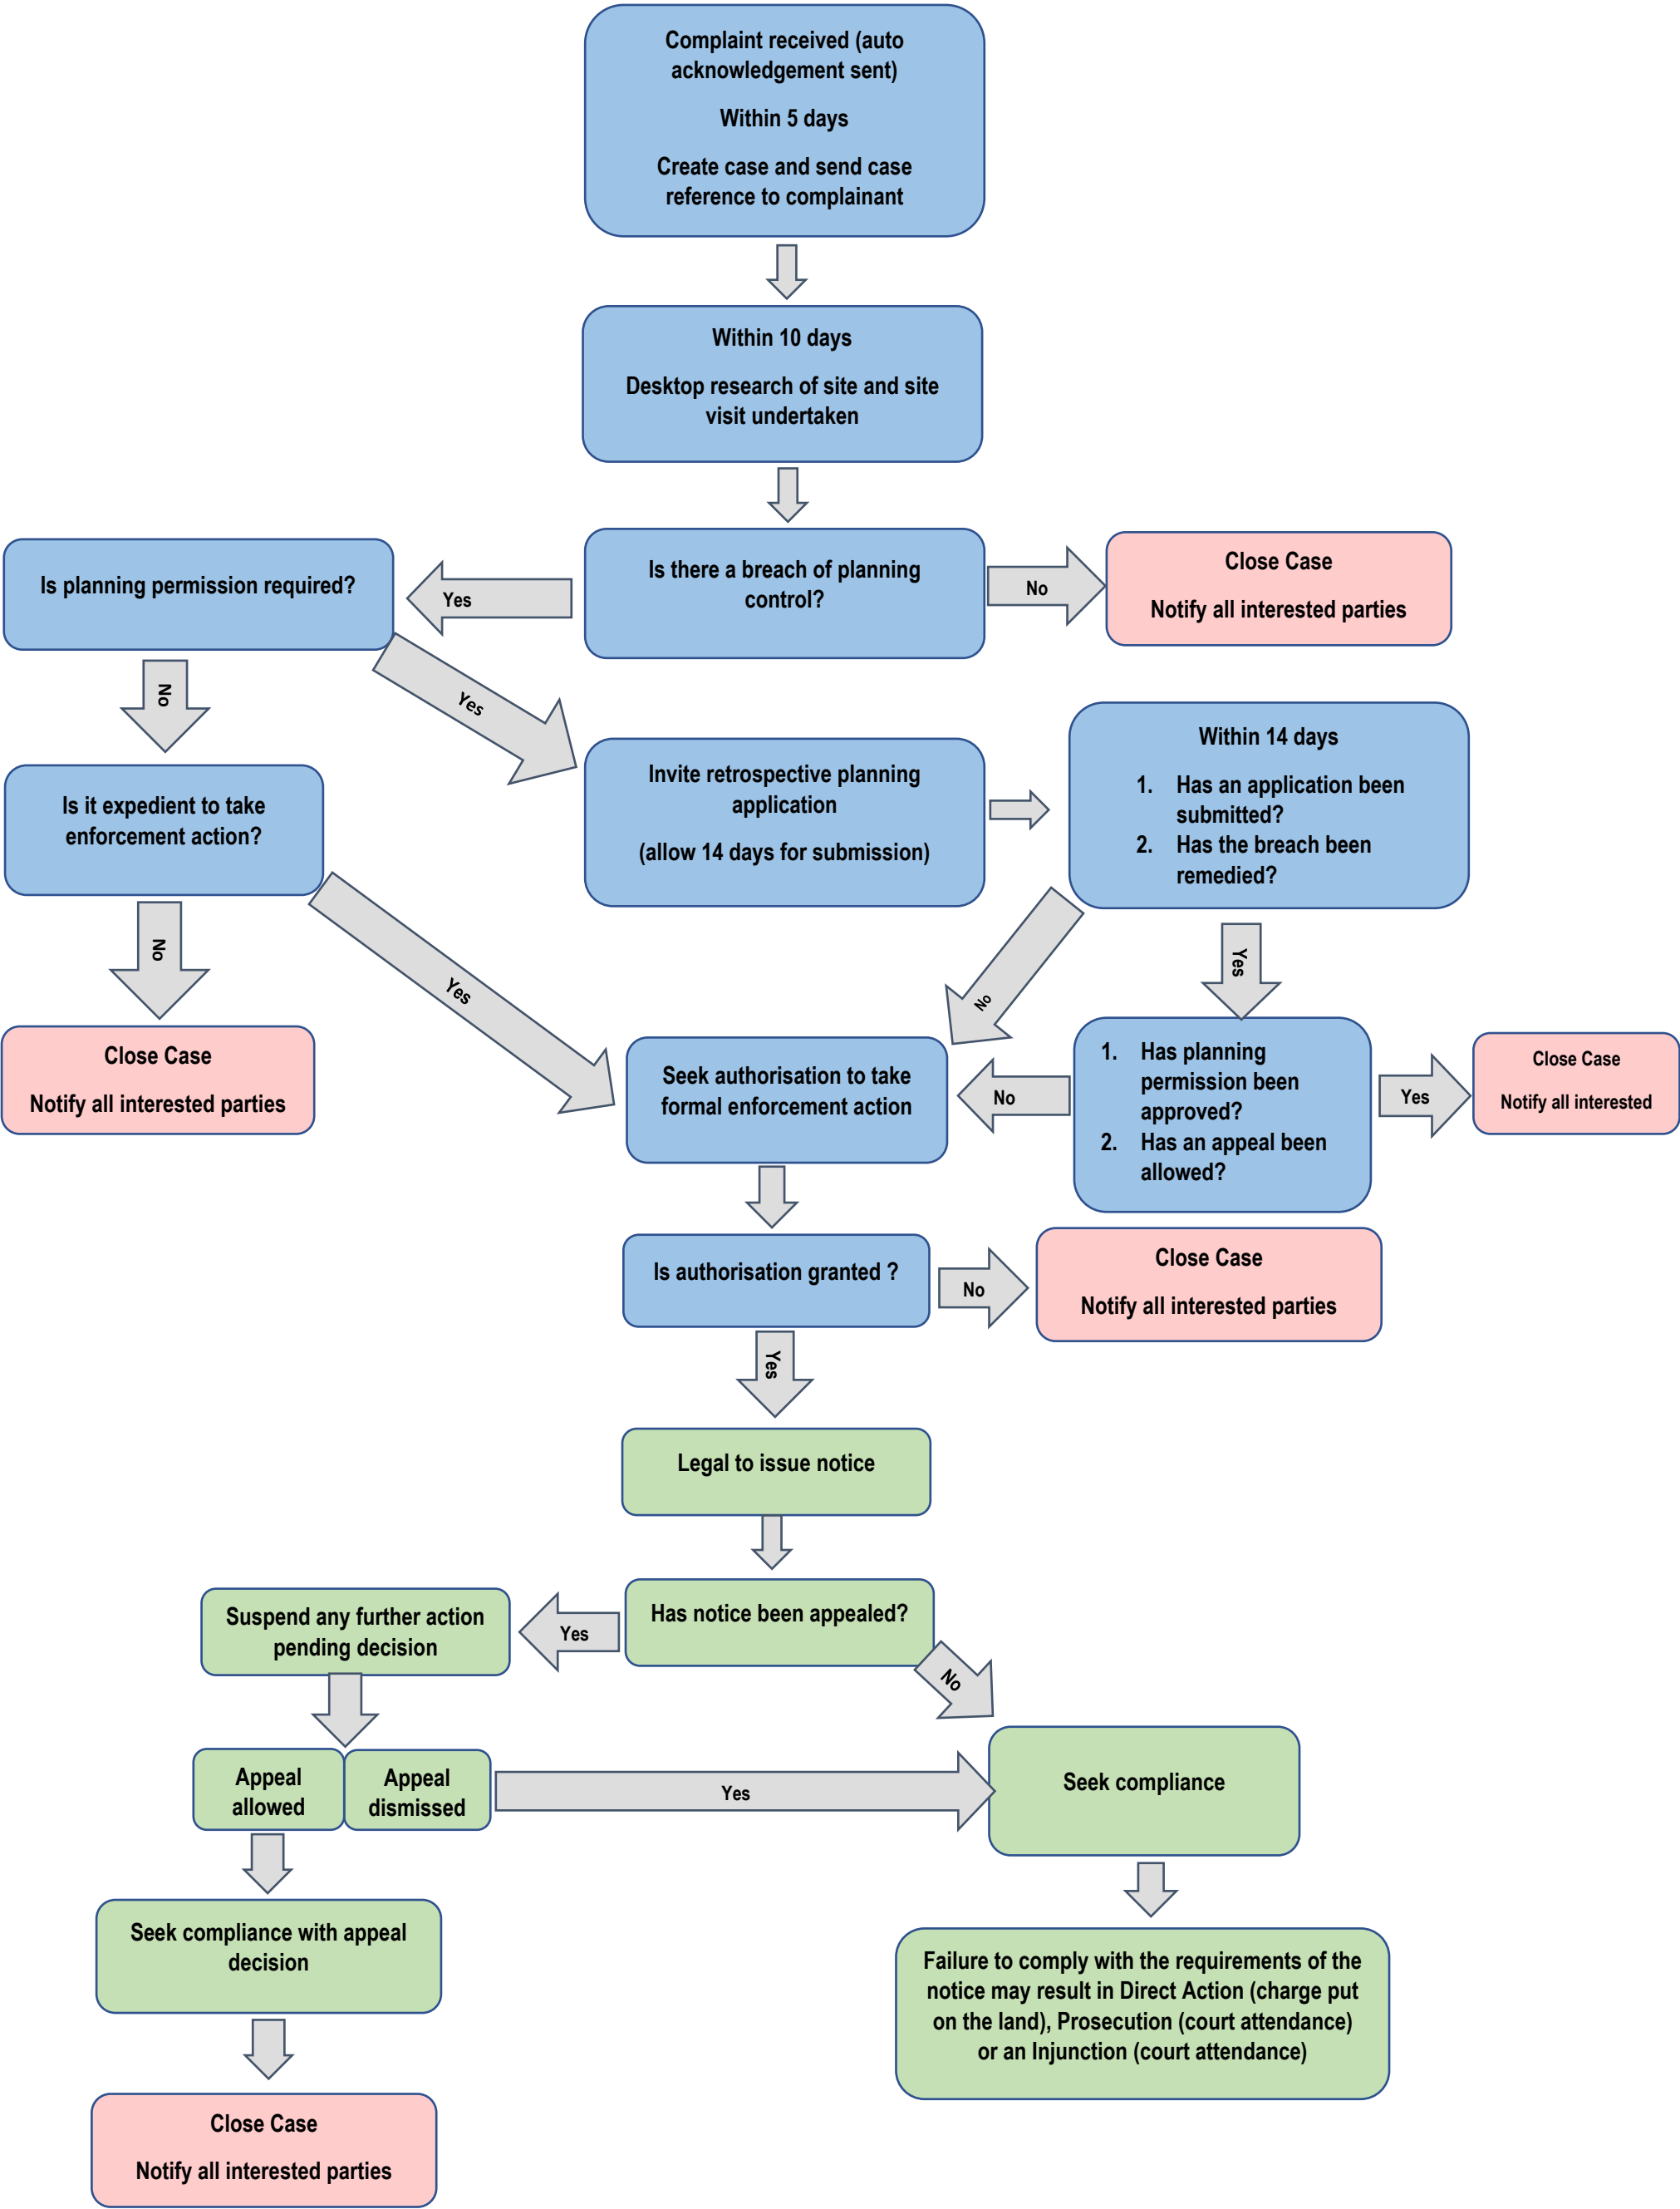 Complaint received (auto
acknowledgement sent)
Within 5 days
Create case and send case
reference to complainant
Within 10 days
Desktop research of site and site
visit undertaken
Is planning permission required?
Yes
Is there a breach of planning
control?
No
Close Case
Notify all interested parties
No
Yes
Is it expedient to take
enforcement action?
Invite retrospective planning
application
(allow 14 days for submission)
Within 14 days
1. Has an application been
submitted?
2. Has the breach been
remedied?
No
Yes
No
Yes
Close Case
Notify all interested parties
Seek authorisation to take
formal enforcement action
No
1. Has planning
permission been
approved?
2. Has an appeal been
allowed?
Yes
Close Case
Notify all interested
Is authorisation granted ?
No
Close Case
Notify all interested parties
Yes
Legal to issue notice
Suspend any further action
pending decision
Yes
Has notice been appealed?
No
Appeal
allowed
Appeal
dismissed
Yes
Seek compliance
Seek compliance with appeal
decision
Failure to comply with the requirements of the
notice may result in Direct Action (charge put
on the land), Prosecution (court attendance)
or an Injunction (court attendance)
Close Case
Notify all interested parties